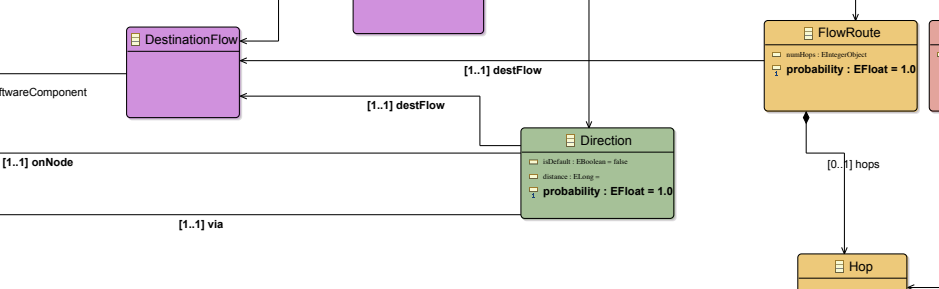 DestinationFlow
FlowRoute
numHops : EIntegerObject
probability : EFloat = 1.0
[1..1] destFlow
ftwareComponent
[1..1] destFlow
Direction
isDefault : EBoolean = false
distance : ELong =
probability : EFloat = 1.0
[1..1] onNode
[0..1] hops
[1..1] via
Hop